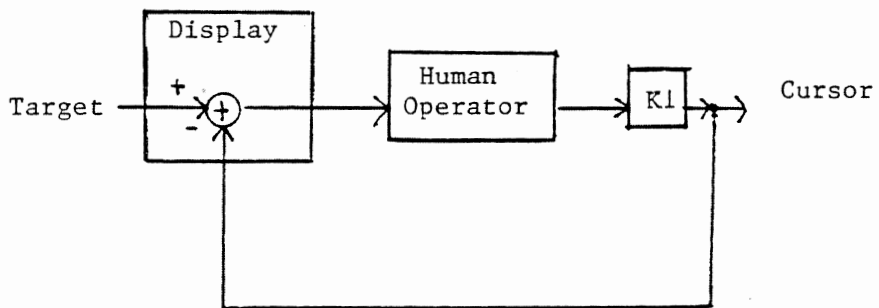 Display
Human
Operator
K1
Target
+
-
+
Cursor